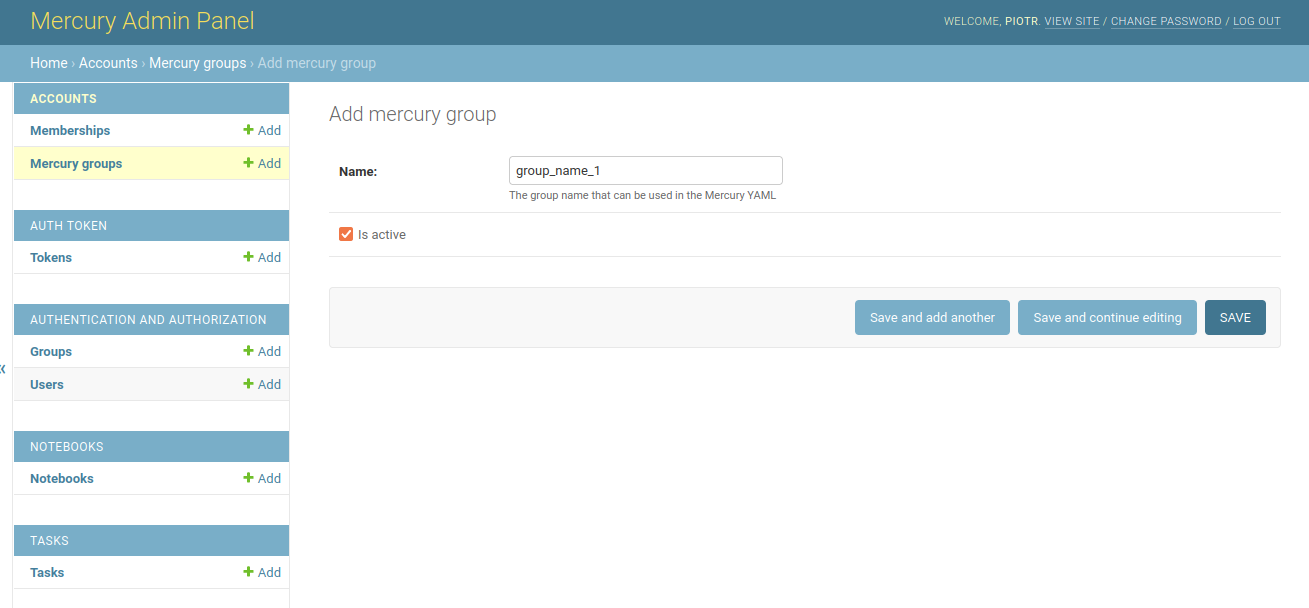 Mercury Admin Panel
WELCOME, PIOTR. VIEW SITE / CHANGE PASSWORD / LOG OUT
Home › Accounts › Mercury groups › Add mercury group
ACCOUNTS
Memberships + Add
Mercury groups + Add
AUTH TOKEN
Tokens + Add
AUTHENTICATION AND AUTHORIZATION
Groups + Add
Users + Add
NOTEBOOKS
Notebooks + Add
TASKS
Tasks + Add
«
Add mercury group
Name: group_name_1
The group name that can be used in the Mercury YAML
Is active
Save and add another Save and continue editing SAVE